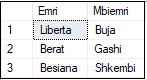 Emri Mbiemri
1 Liberta Buja
2 Berat Gashi
3 Besiana Shkembi